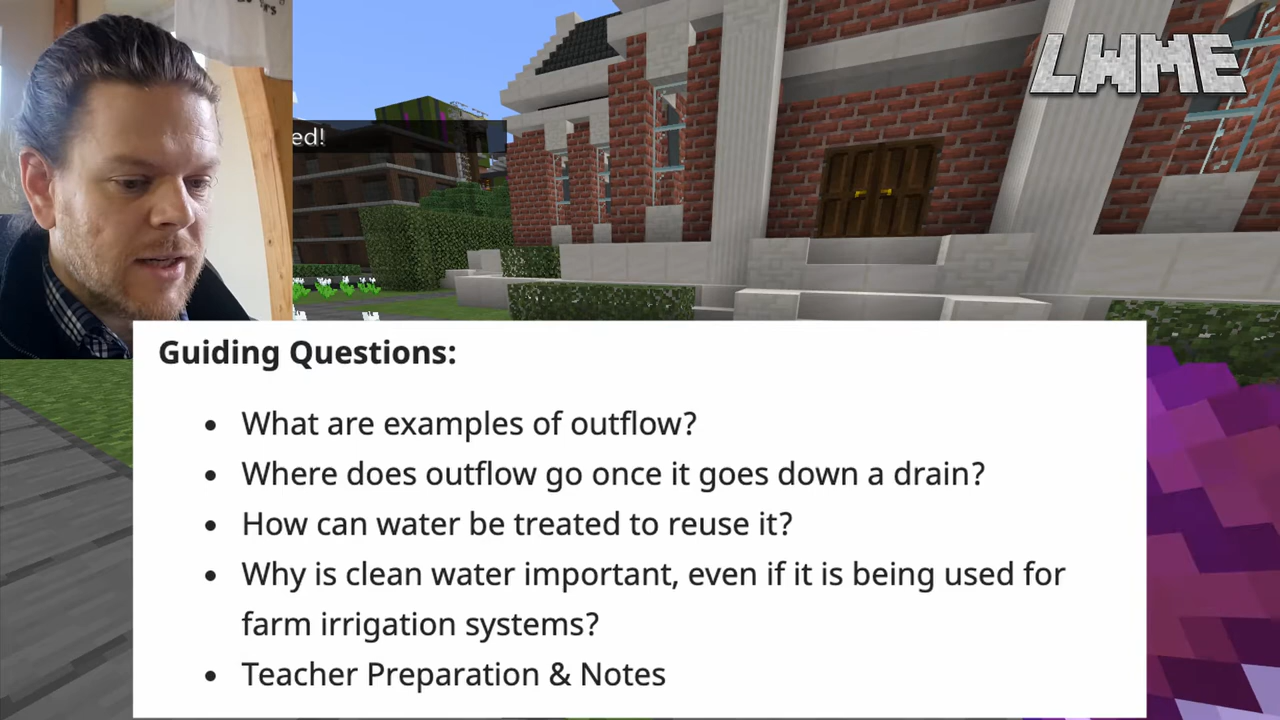 LWME
ed!
Guiding Questions:
• What are examples of outflow?
• Where does outflow go once it goes down a drain?
• How can water be treated to reuse it?
• Why is clean water important, even if it is being used for
farm irrigation systems?
• Teacher Preparation & Notes